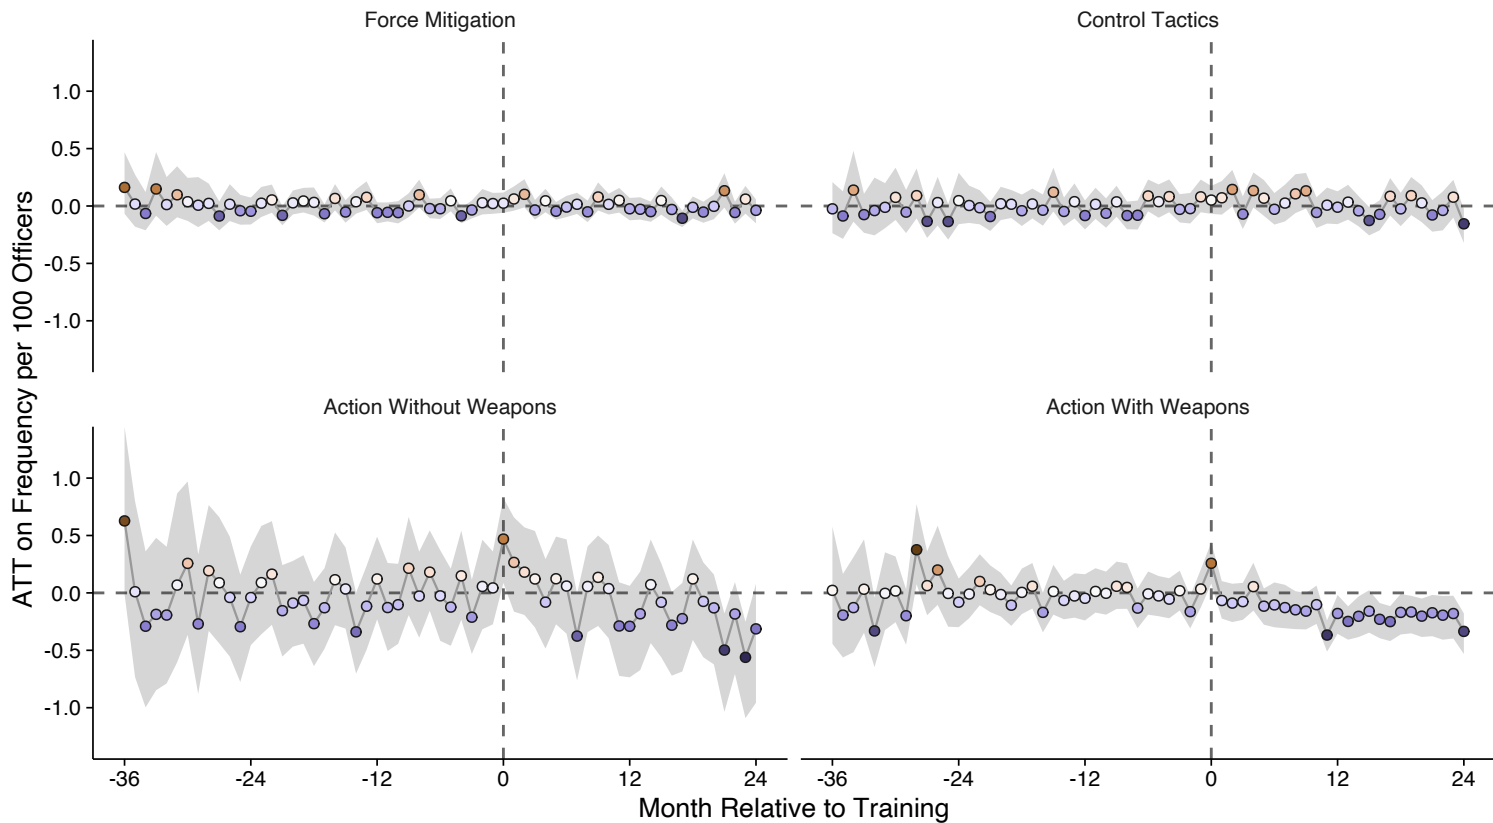 Force Mitigation
Control Tactics
1.0
0.5
0.0
-0.5
-1.0
ATT on Frequency per 100 Officers
Action Without Weapons
Action With Weapons
1.0
0.5
0.0
-0.5
-1.0
-36 -24 -12 0 12 24
-36 -24 -12 0 12 24
Month Relative to Training